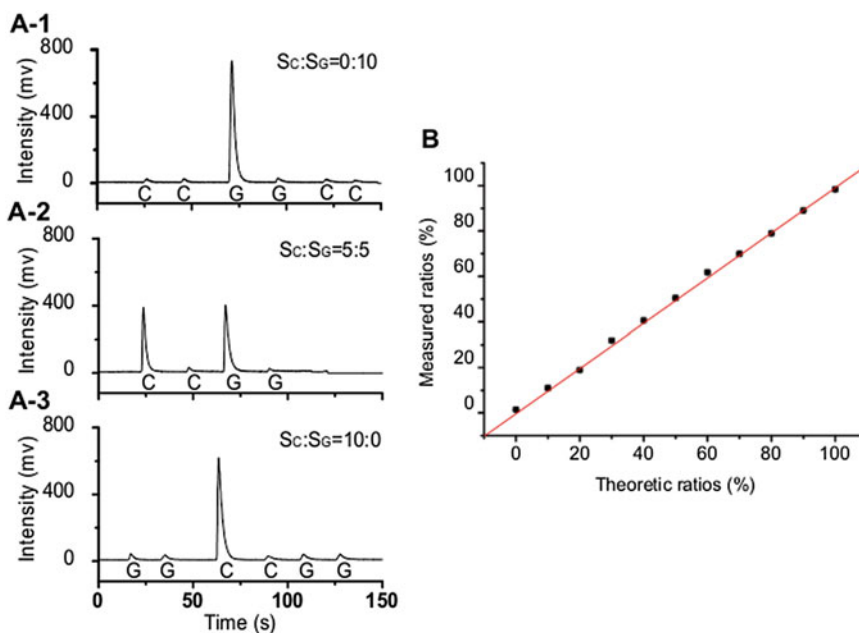 A-1
800
400
0
Intensity (mv)
Sc:SG=0:10
C C G G C C
A-2
800
400
0
Intensity (mv)
Sc:SG=5:5
C C G G
A-3
800
400
0
Intensity (mv)
Sc:SG=10:0
G G C C G G
0 50 100 150
Time (s)
B
100
80
60
40
20
0
Measured ratios (%)
0 20 40 60 80 100
Theoretic ratios (%)